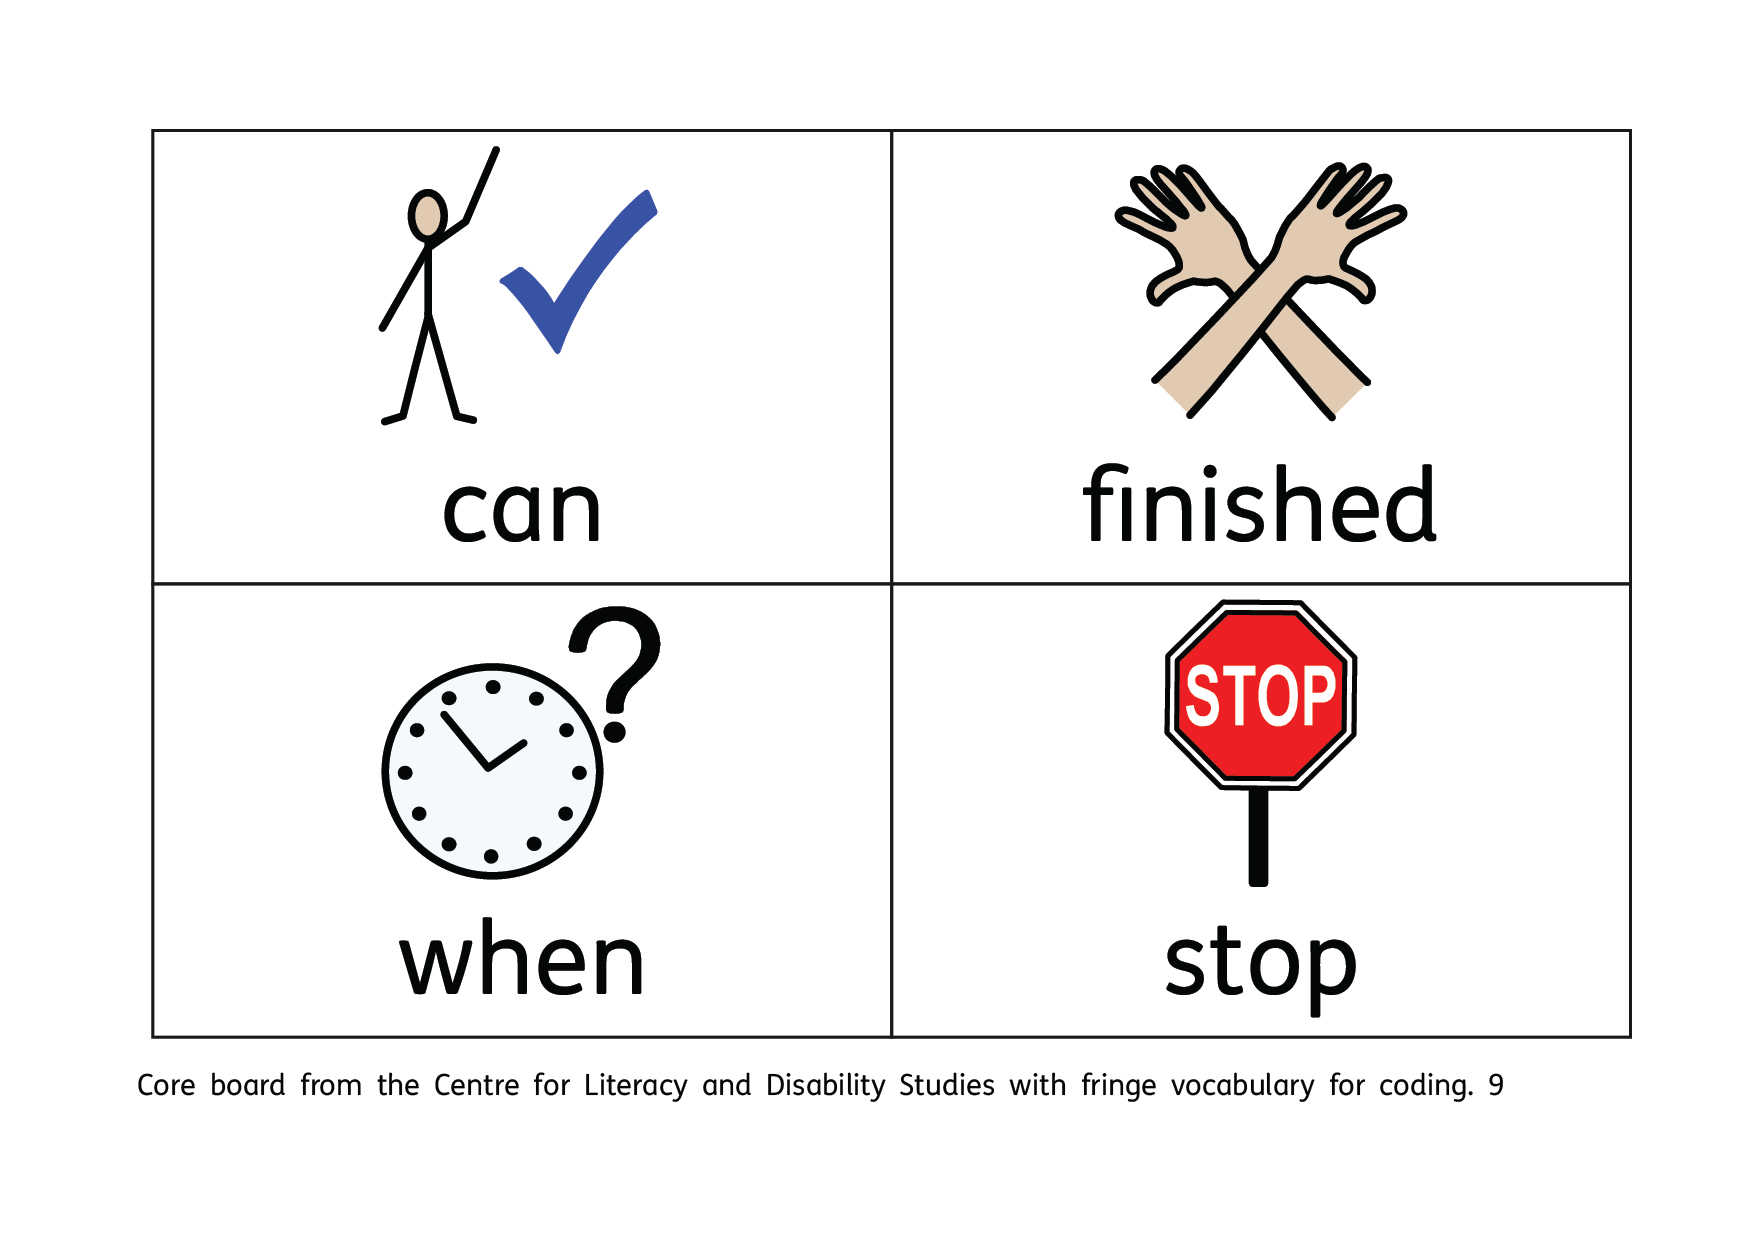 can
finished
when
STOP
stop
Core board from the Centre for Literacy and Disability Studies with fringe vocabulary for coding. 9